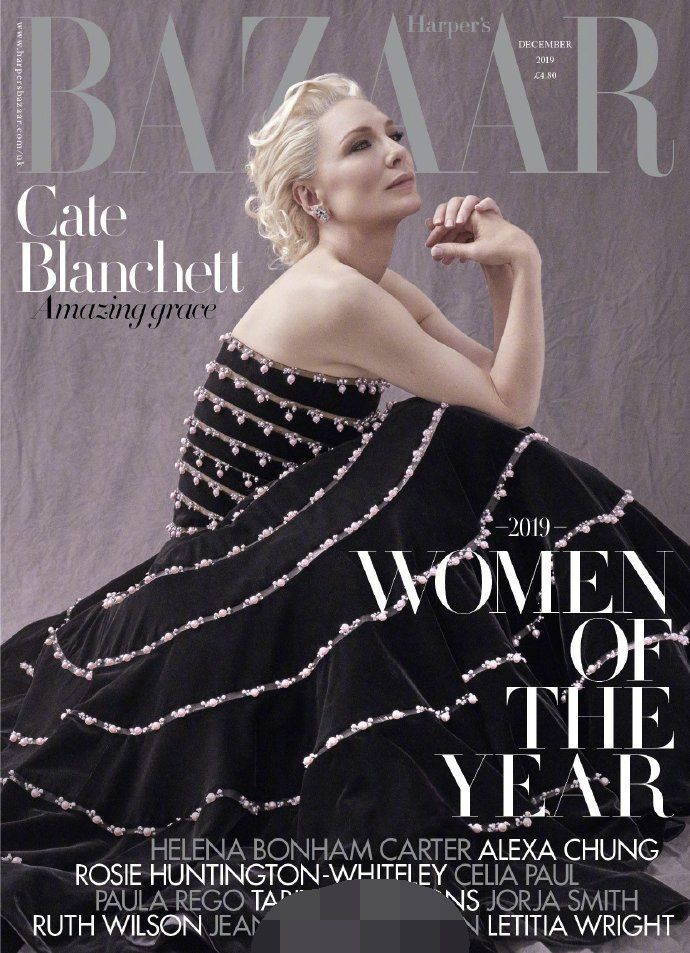 www.harpersbazaar.com/uk
Harper's
BAZAAR
DECEMBER
2019
£4.80
Cate
Blanchett
Amazing grace
–2019–
WOMEN
OF
THE
YEAR
HELENA BONHAM CARTER ALEXA CHUNG
ROSIE HUNTINGTON-WHITELEY CELIA PAUL
PAULA REGO JORJA SMITH
RUTH WILSON LETITIA WRIGHT